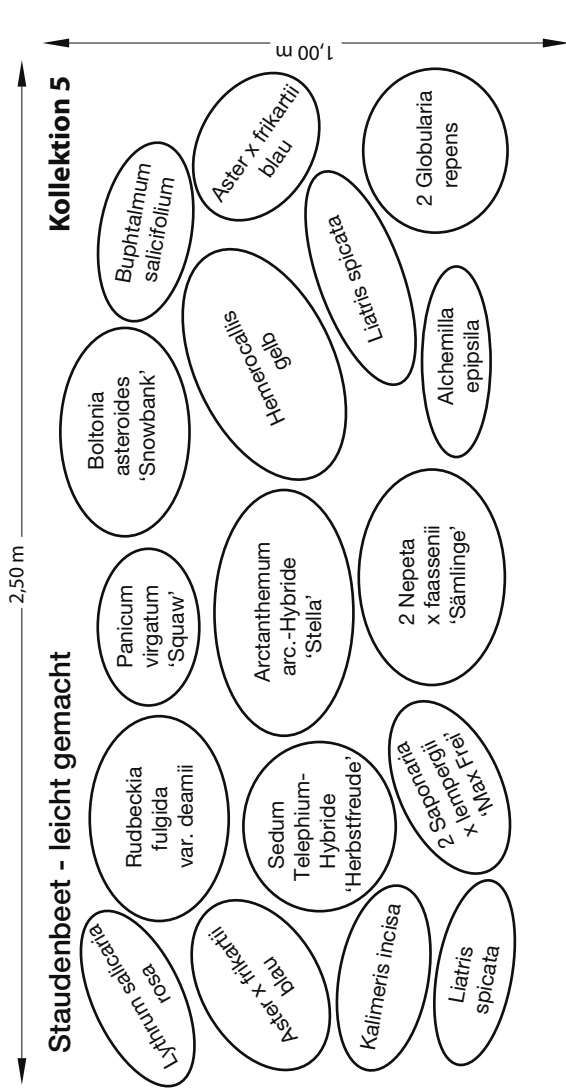 2,50 m
1,00 m
Staudenbeet - leicht gemacht
Kollektion 5
Lythrum salicaria
rosa
Rudbeckia
fulgida
var. deamii
Panicum
virgatum
‘Squaw’
Boltonia
asteroides
‘Snowbank’
Buphtalmum
salicifolium
Aster x frikartii
blau
Sedum
Telephium-
Hybride
‘Herbstfreude’
Arctanthemum
arc.-Hybride
‘Stella’
Hemerocallis
gelb
Aster x frikartii
blau
Kalimeris incisa
Liatris
spicata
2 Saponaria
x lempergii
‘Max Frei’
2 Nepeta
x faassenii
‘Sämlinge’
Liatris spicata
Alchemilla
epipsila
2 Globularia
repens